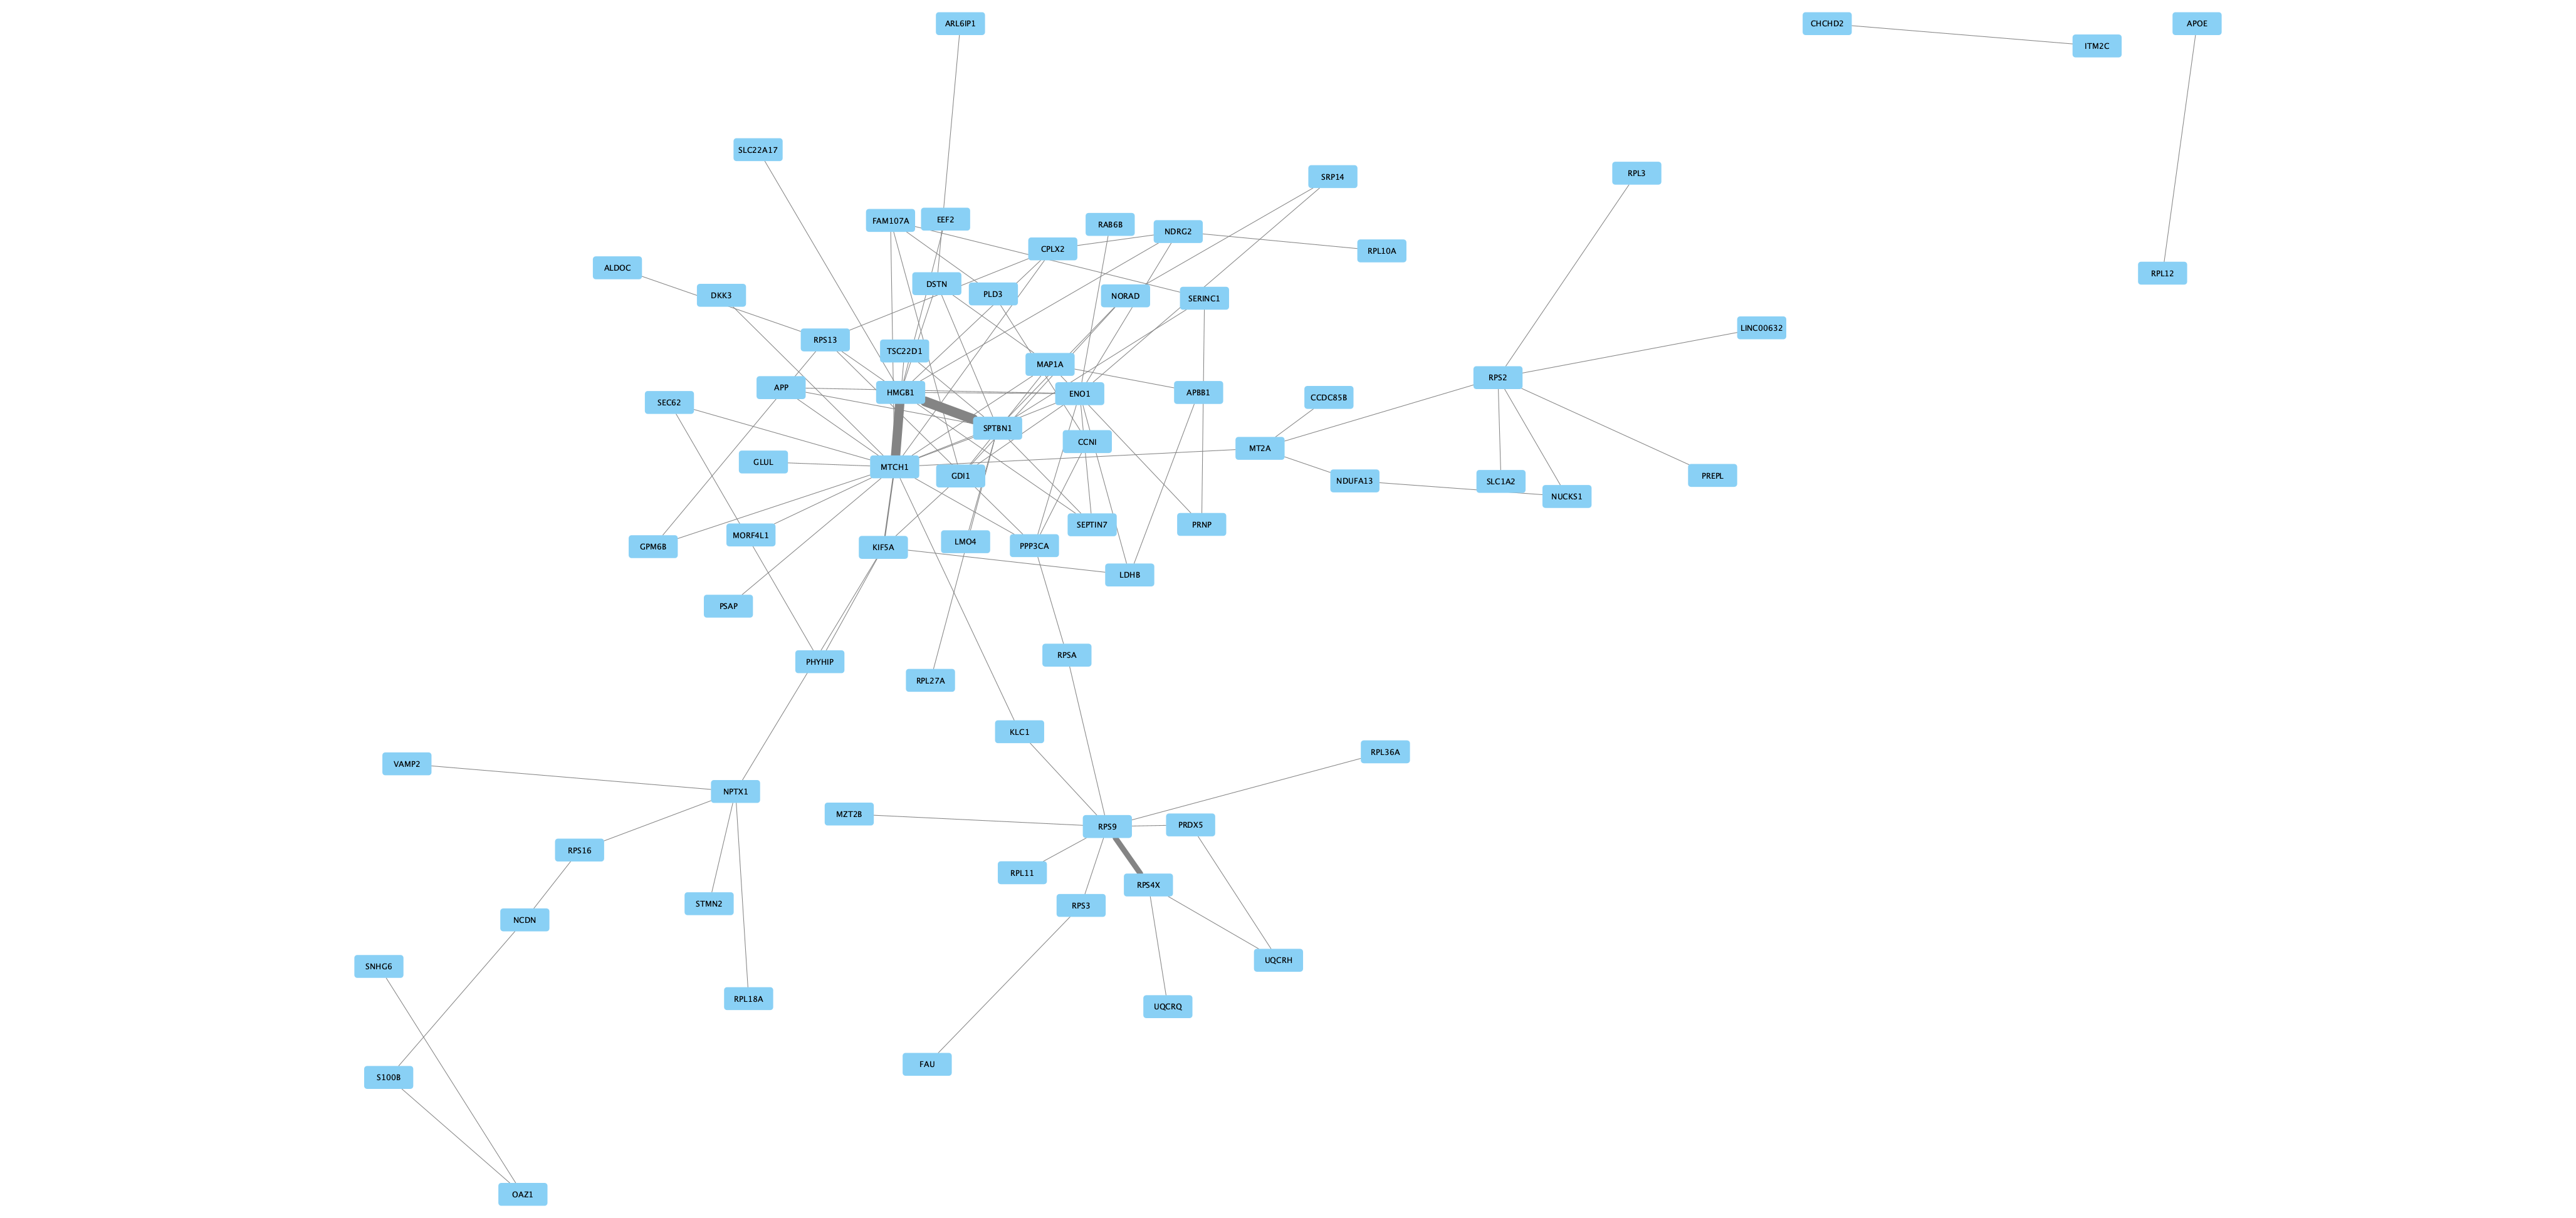 ARL6IP1
CHCHD2
APOE
ITM2C
SLC22A17
RPL3
SRP14
EEF2
FAM107A
RAB6B
NDRG2
CPLX2
RPL10A
ALDOC
RPL12
DSTN
PLD3
DKK3
NORAD
SERINC1
LINC00632
RPS13
TSC22D1
MAP1A
RPS2
APP
HMGB1
ENO1
APBB1
CCDC85B
SEC62
SPTBN1
CCNI
MT2A
GLUL
MTCH1
GDI1
PREPL
NDUFA13
SLC1A2
NUCKS1
SEPTIN7
PRNP
MORF4L1
LMO4
PPP3CA
GPM6B
KIF5A
LDHB
PSAP
RPSA
PHYHIP
RPL27A
KLC1
RPL36A
VAMP2
NPTX1
MZT2B
RPS9
PRDX5
RPS16
RPL11
RPS4X
STMN2
RPS3
NCDN
UQCRH
SNHG6
RPL18A
UQCRQ
FAU
S100B
OAZ1